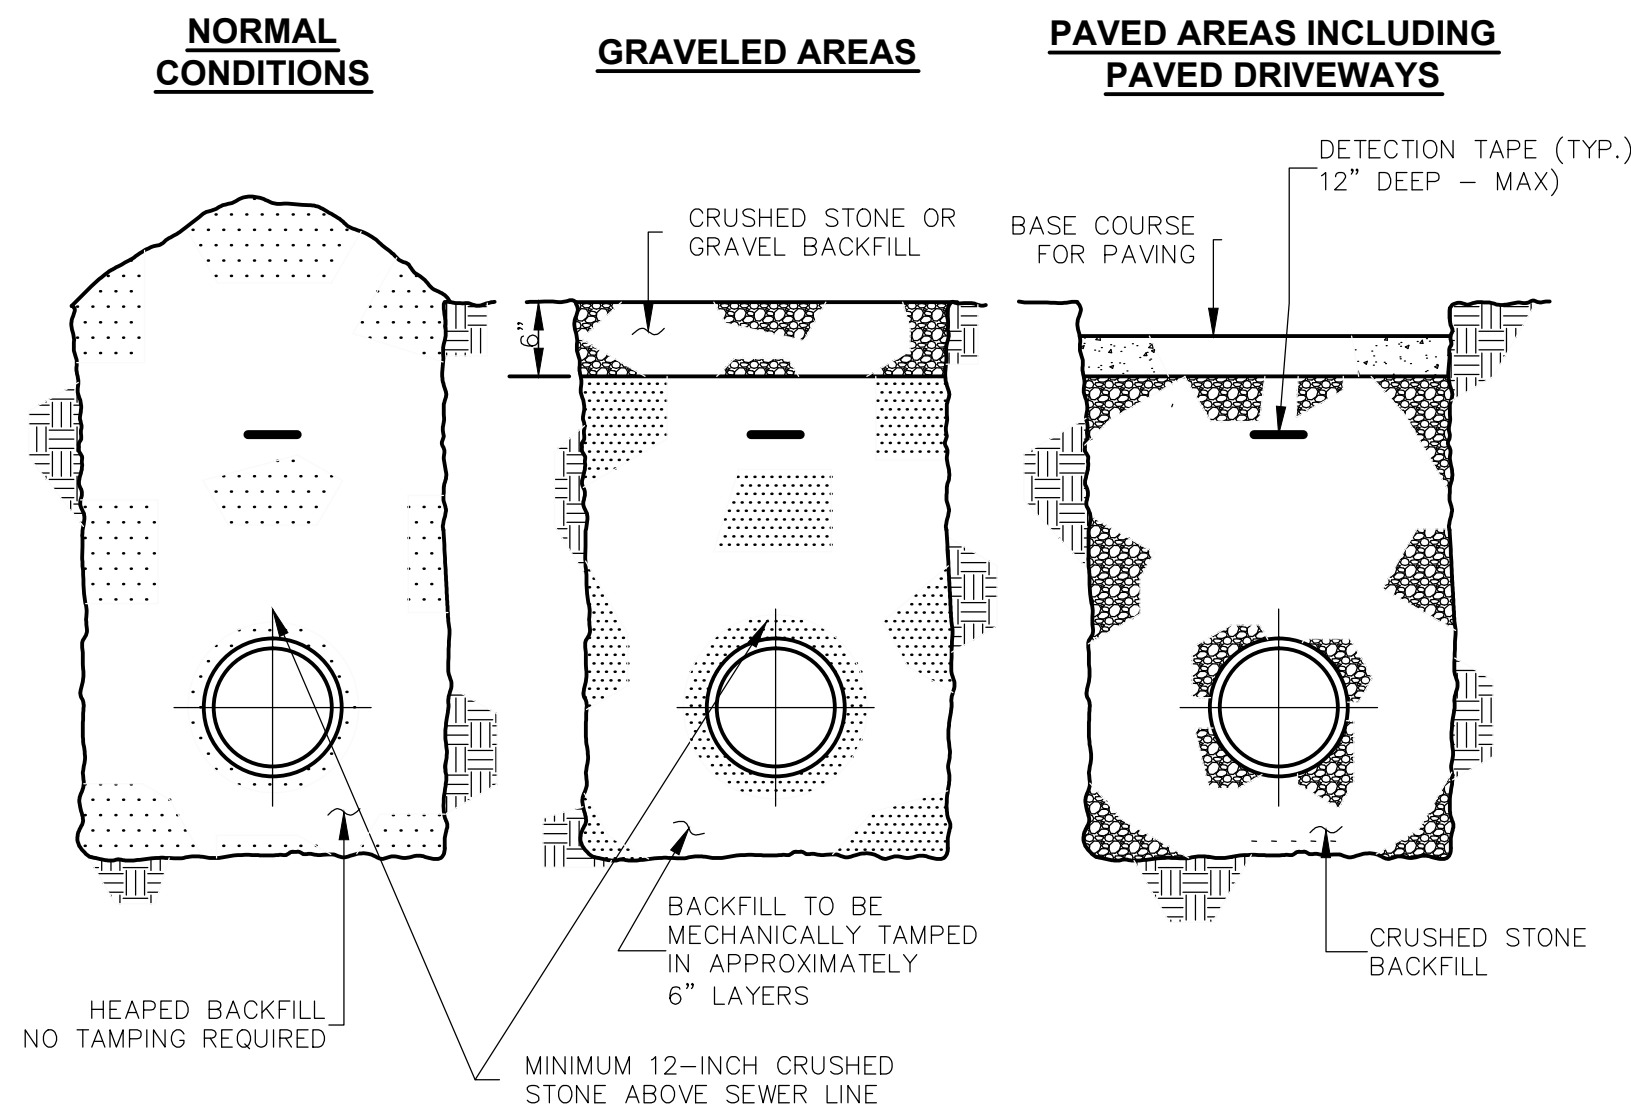 NORMAL
CONDITIONS
GRAVELED AREAS
PAVED AREAS INCLUDING
PAVED DRIVEWAYS
DETECTION TAPE (TYP.)
12" DEEP – MAX)
CRUSHED STONE OR
GRAVEL BACKFILL
BASE COURSE
FOR PAVING
6"
BACKFILL TO BE
MECHANICALLY TAMPED
IN APPROXIMATELY
6" LAYERS
CRUSHED STONE
BACKFILL
HEAPED BACKFILL
NO TAMPING REQUIRED
MINIMUM 12–INCH CRUSHED
STONE ABOVE SEWER LINE